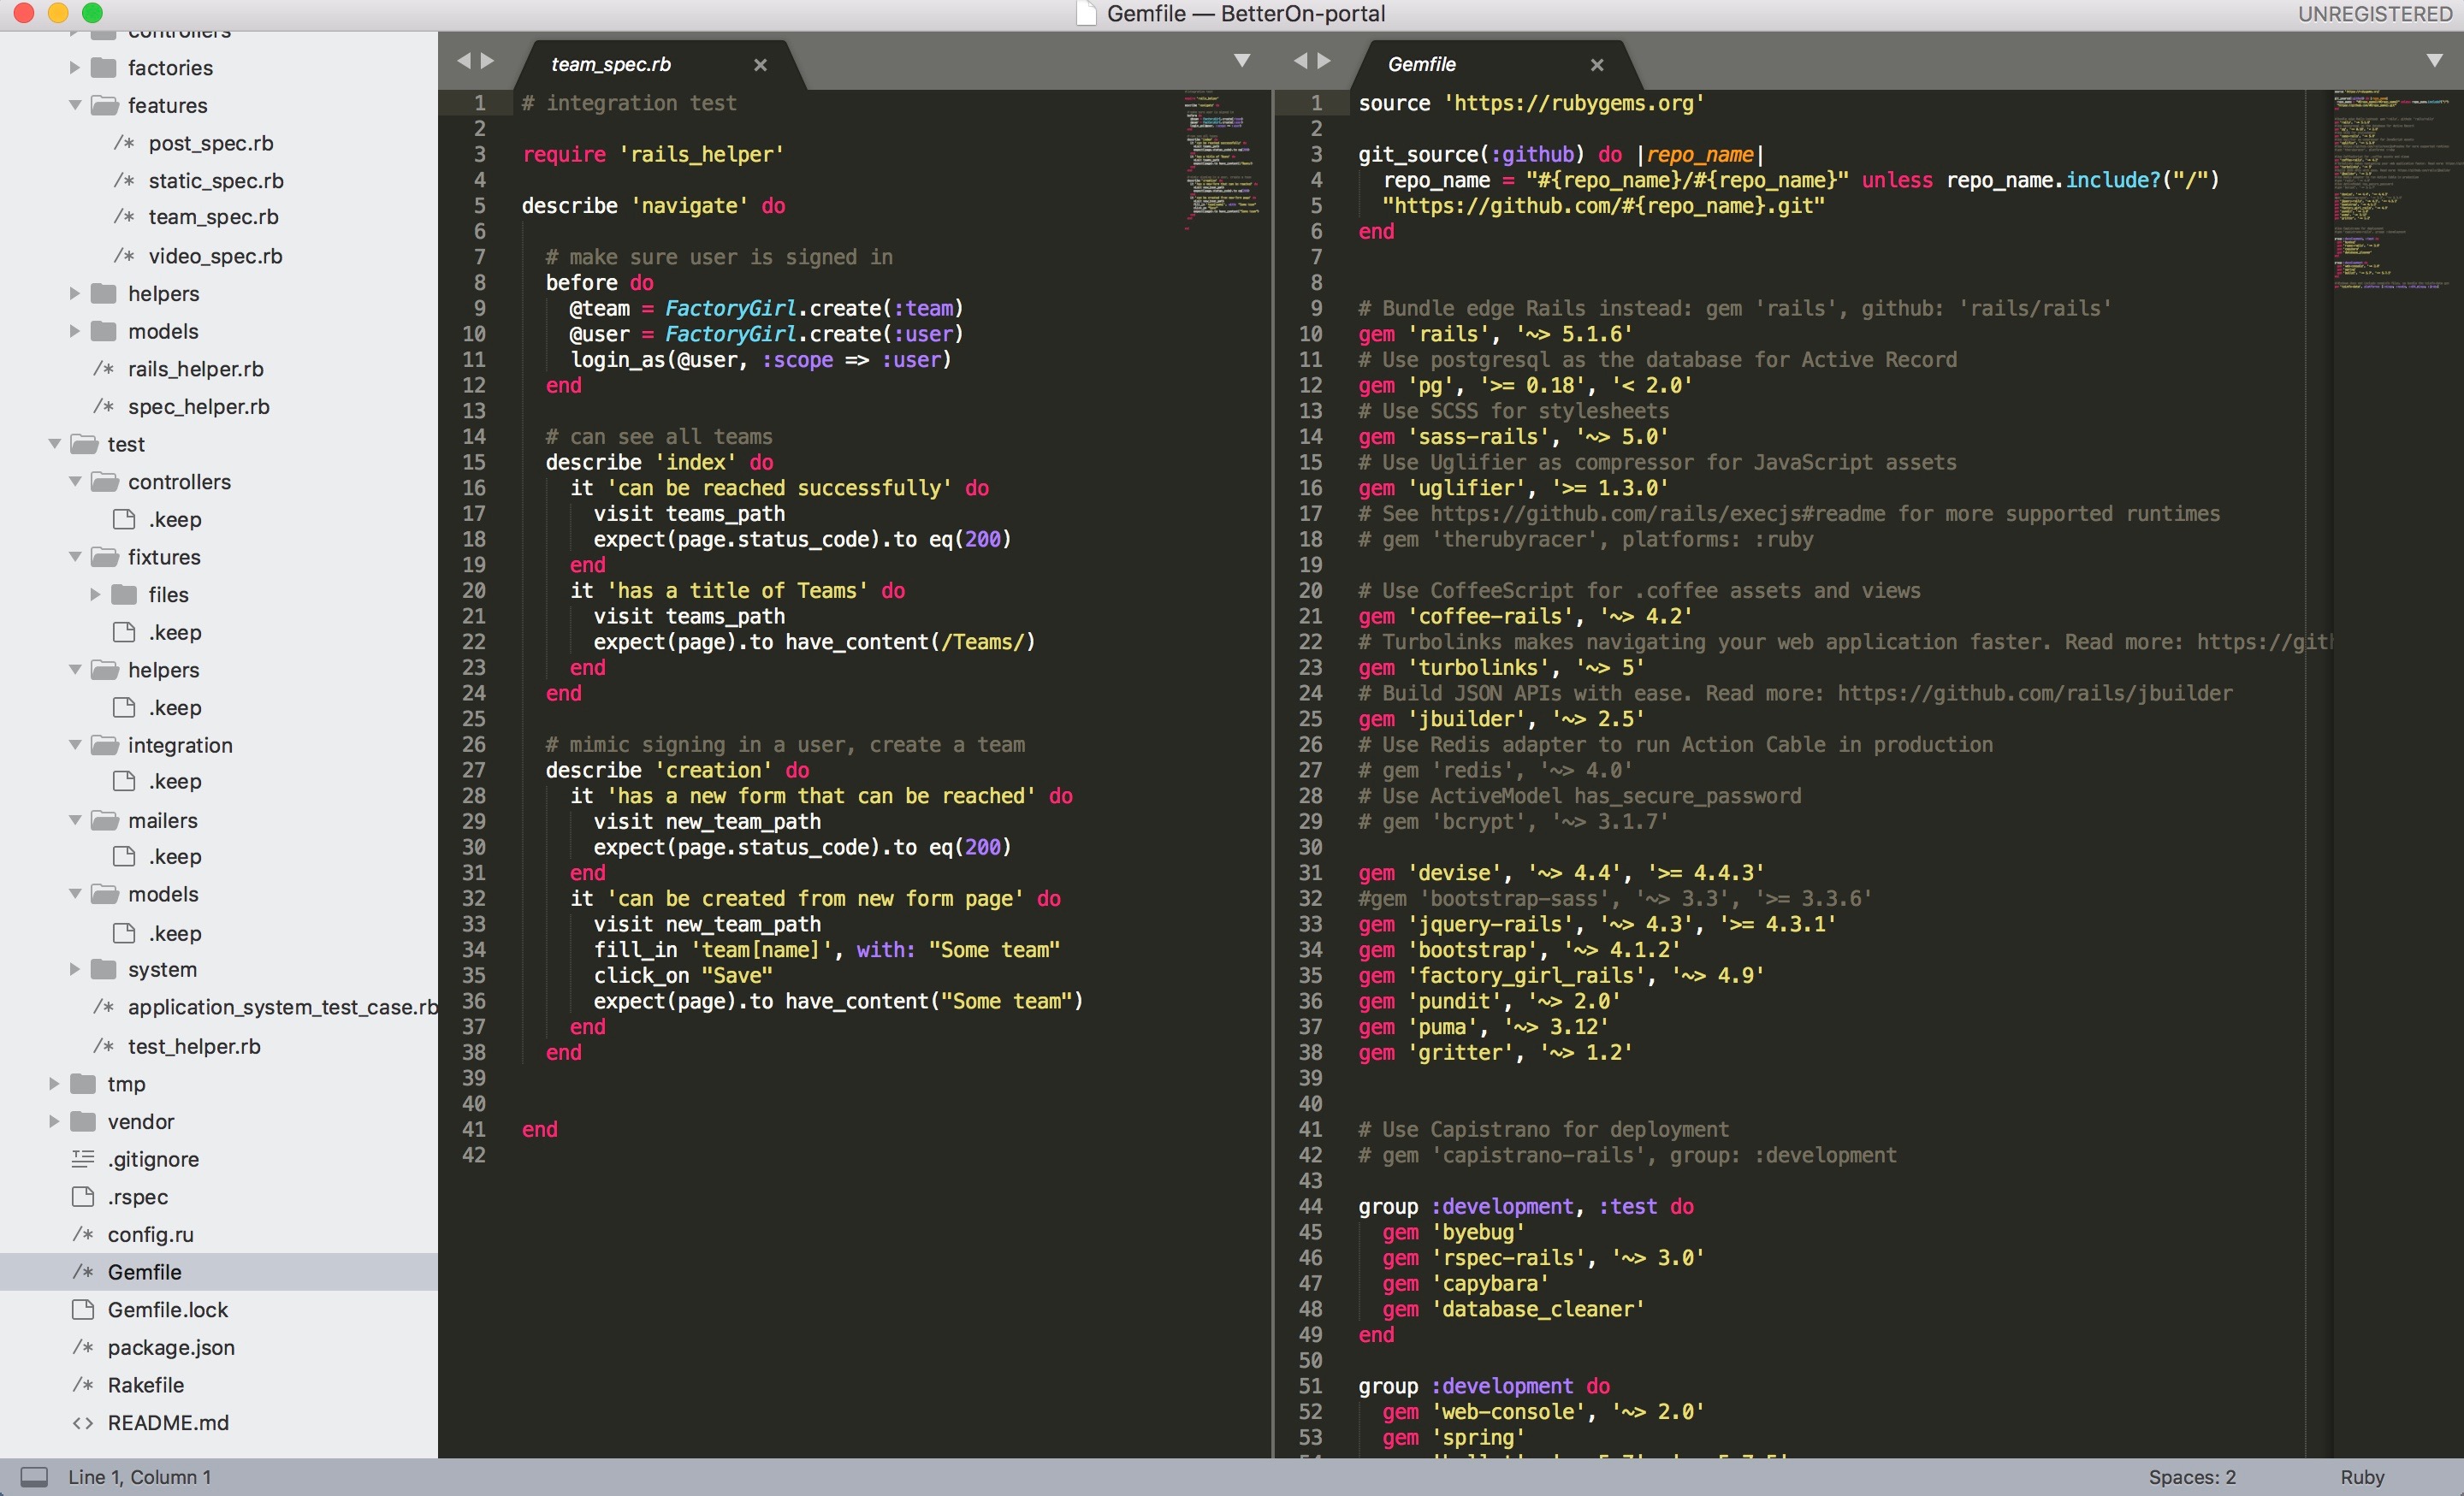 Gemfile — BetterOn-portal
UNREGISTERED
controllers
factories
features
/* post_spec.rb
/* static_spec.rb
/* team_spec.rb
/* video_spec.rb
helpers
models
/* rails_helper.rb
/* spec_helper.rb
test
controllers
.keep
fixtures
files
.keep
helpers
.keep
integration
.keep
mailers
.keep
models
.keep
system
/* application_system_test_case.rb
/* test_helper.rb
tmp
vendor
.gitignore
.rspec
/* config.ru
/* Gemfile
Gemfile.lock
/* package.json
/* Rakefile
<> README.md
team_spec.rb
1 # integration test
2
3 require 'rails_helper'
4
5 describe 'navigate' do
6
7 # make sure user is signed in
8 before do
9 @team = FactoryGirl.create(:team)
10 @user = FactoryGirl.create(:user)
11 login_as(@user, :scope => :user)
12 end
13
14 # can see all teams
15 describe 'index' do
16 it 'can be reached successfully' do
17 visit teams_path
18 expect(page.status_code).to eq(200)
19 end
20 it 'has a title of Teams' do
21 visit teams_path
22 expect(page).to have_content(/Teams/)
23 end
24 end
25
26 # mimic signing in a user, create a team
27 describe 'creation' do
28 it 'has a new form that can be reached' do
29 visit new_team_path
30 expect(page.status_code).to eq(200)
31 end
32 it 'can be created from new form page' do
33 visit new_team_path
34 fill_in 'team[name]', with: "Some team"
35 click_on "Save"
36 expect(page).to have_content("Some team")
37 end
38 end
39
40
41 end
42
Gemfile
1 source 'https://rubygems.org'
2
3 git_source(:github) do |repo_name|
4 repo_name = "#{repo_name}/#{repo_name}" unless repo_name.include?("/")
5 "https://github.com/#{repo_name}.git"
6 end
7
8
9 # Bundle edge Rails instead: gem 'rails', github: 'rails/rails'
10 gem 'rails', '~> 5.1.6'
11 # Use postgresql as the database for Active Record
12 gem 'pg', '>= 0.18', '< 2.0'
13 # Use SCSS for stylesheets
14 gem 'sass-rails', '~> 5.0'
15 # Use Uglifier as compressor for JavaScript assets
16 gem 'uglifier', '>= 1.3.0'
17 # See https://github.com/rails/execjs#readme for more supported runtimes
18 # gem 'therubyracer', platforms: :ruby
19
20 # Use CoffeeScript for .coffee assets and views
21 gem 'coffee-rails', '~> 4.2'
22 # Turbolinks makes navigating your web application faster. Read more: https://gith
23 gem 'turbolinks', '~> 5'
24 # Build JSON APIs with ease. Read more: https://github.com/rails/jbuilder
25 gem 'jbuilder', '~> 2.5'
26 # Use Redis adapter to run Action Cable in production
27 # gem 'redis', '~> 4.0'
28 # Use ActiveModel has_secure_password
29 # gem 'bcrypt', '~> 3.1.7'
30
31 gem 'devise', '~> 4.4', '>= 4.4.3'
32 #gem 'bootstrap-sass', '~> 3.3', '>= 3.3.6'
33 gem 'jquery-rails', '~> 4.3', '>= 4.3.1'
34 gem 'bootstrap', '~> 4.1.2'
35 gem 'factory_girl_rails', '~> 4.9'
36 gem 'pundit', '~> 2.0'
37 gem 'puma', '~> 3.12'
38 gem 'gritter', '~> 1.2'
39
40
41 # Use Capistrano for deployment
42 # gem 'capistrano-rails', group: :development
43
44 group :development, :test do
45 gem 'byebug'
46 gem 'rspec-rails', '~> 3.0'
47 gem 'capybara'
48 gem 'database_cleaner'
49 end
50
51 group :development do
52 gem 'web-console', '~> 2.0'
53 gem 'spring'
Line 1, Column 1
Spaces: 2
Ruby